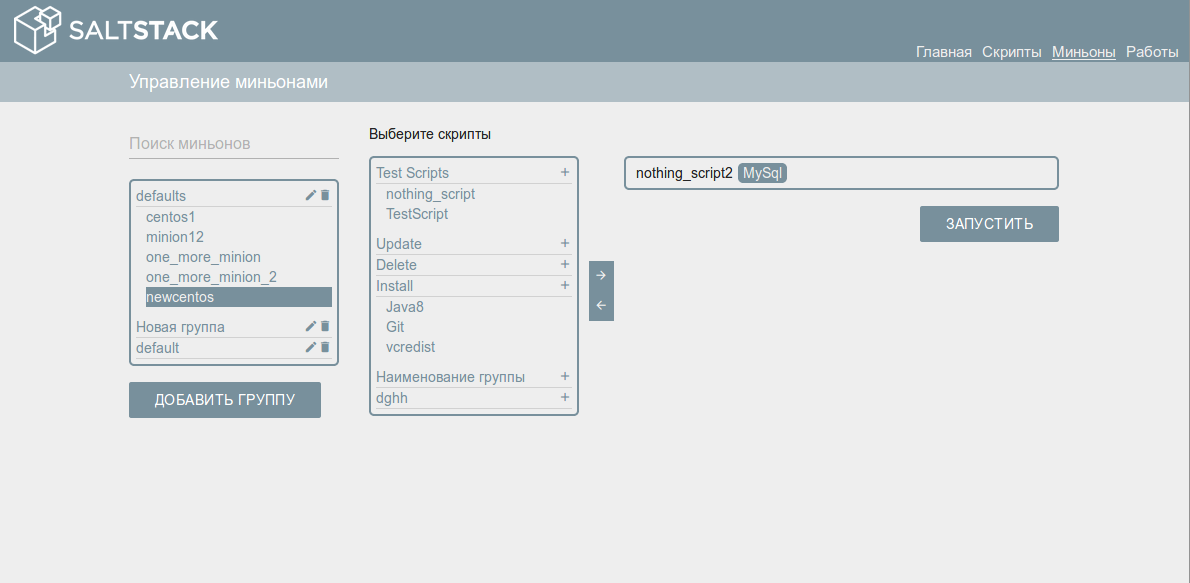 SALTSTACK
Главная Скрипты Миньоны Работы
Управление миньонами
Поиск миньонов
defaults
centos1
minion12
one_more_minion
one_more_minion_2
newcentos
Новая группа
default
ДОБАВИТЬ ГРУППУ
Выберите скрипты
Test Scripts +
nothing_script
TestScript
Update +
Delete +
Install +
Java8
Git
vcredist
Наименование группы +
dghh +
→
←
nothing_script2 MySql
ЗАПУСТИТЬ